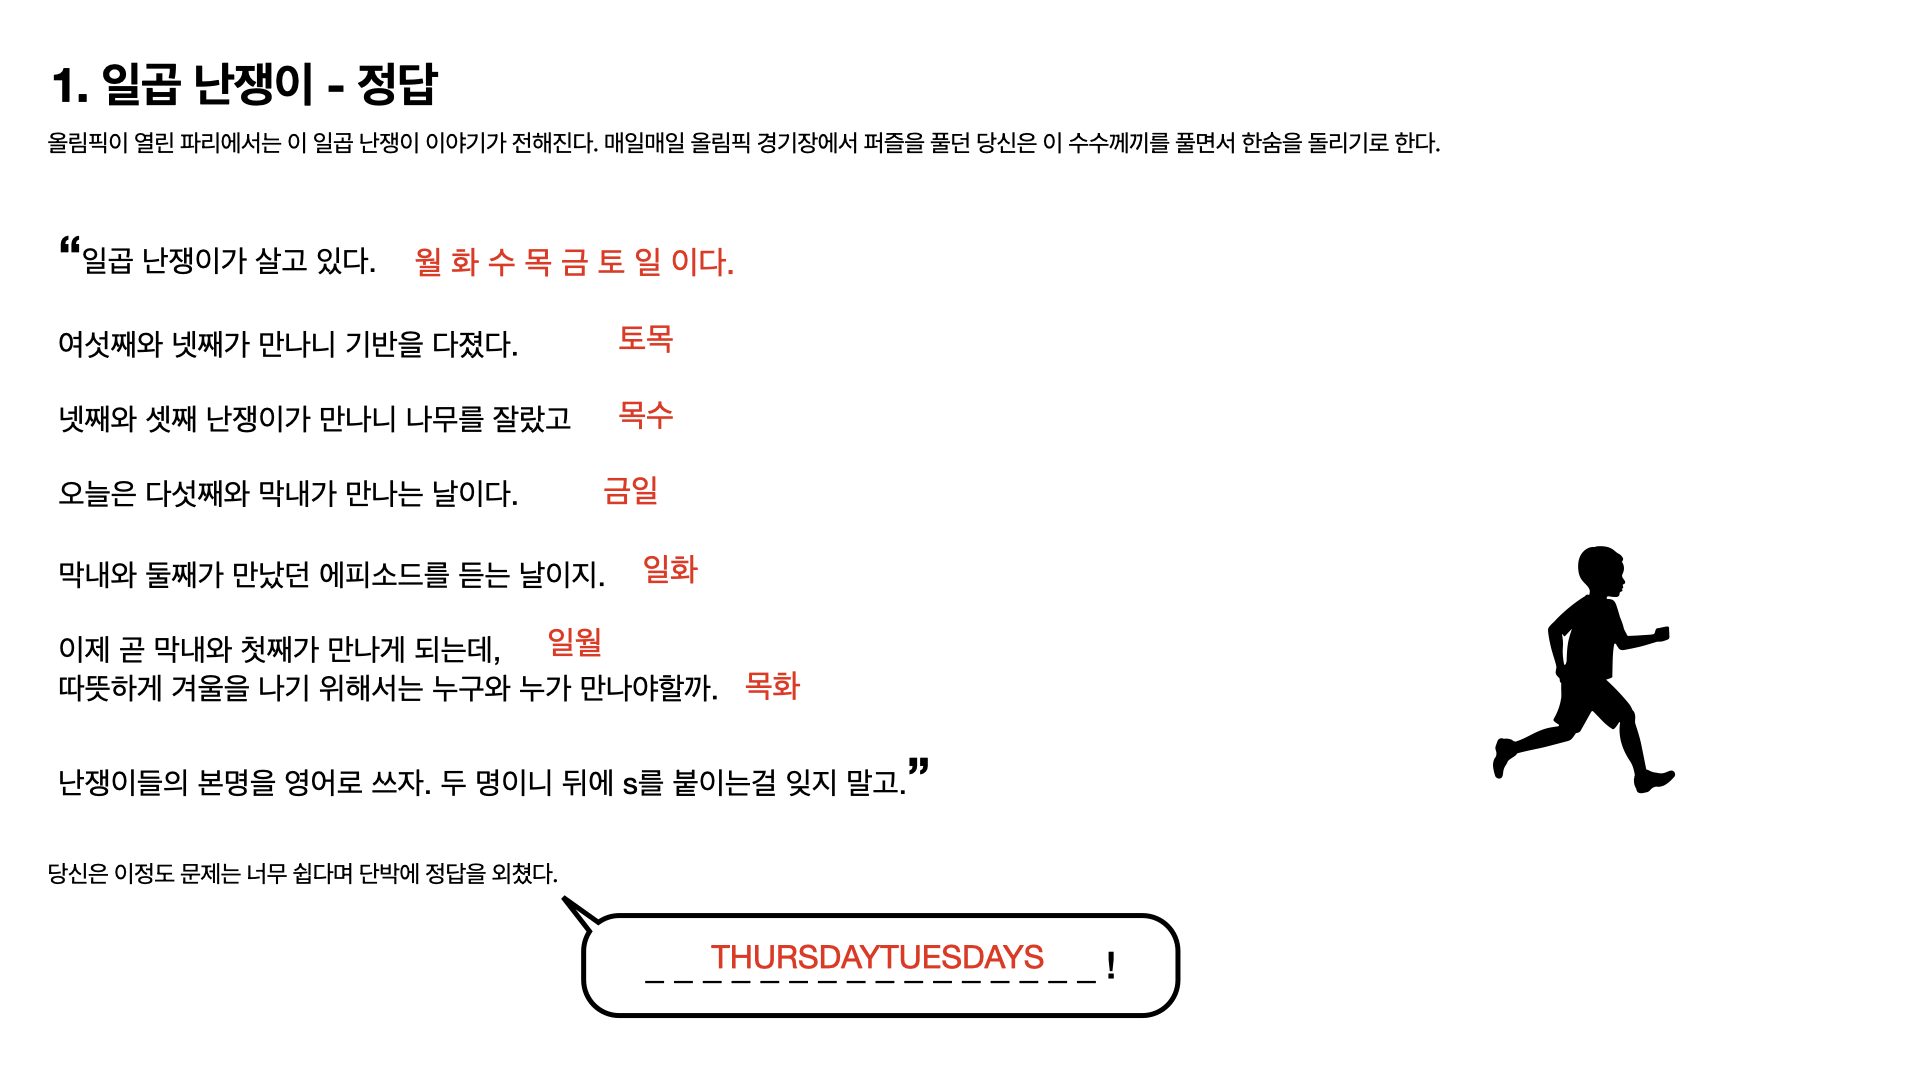 1. 일곱 난쟁이 - 정답
올림픽이 열린 파리에서는 이 일곱 난쟁이 이야기가 전해진다. 매일매일 올림픽 경기장에서 퍼즐을 풀던 당신은 이 수수께끼를 풀면서 한숨을 돌리기로 한다.
“일곱 난쟁이가 살고 있다. 월 화 수 목 금 토 일 이다.
여섯째와 넷째가 만나니 기반을 다졌다. 토목
넷째와 셋째 난쟁이가 만나니 나무를 잘랐고 목수
오늘은 다섯째와 막내가 만나는 날이다. 금일
막내와 둘째가 만났던 에피소드를 듣는 날이지. 일화
이제 곧 막내와 첫째가 만나게 되는데, 일월
따뜻하게 겨울을 나기 위해서는 누구와 누가 만나야할까. 목화
난쟁이들의 본명을 영어로 쓰자. 두 명이니 뒤에 s를 붙이는걸 잊지 말고.”
당신은 이정도 문제는 너무 쉽다며 단박에 정답을 외쳤다.
THURSDAYTUESDAYS
_ _ _ _ _ _ _ _ _ _ _ _ _ _ _ _ !